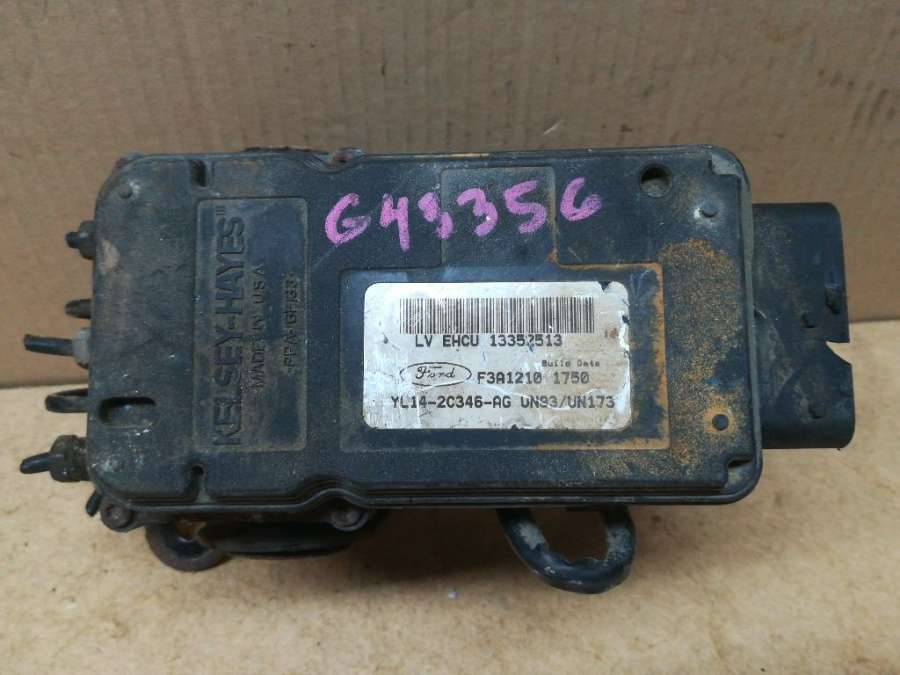 G48356
KELSEY-HAYES"
MADE IN USA
LV EHCU 13352513
Build Date
Ford F3A1210 1750
YL14-2C346-AG UN93/UN173